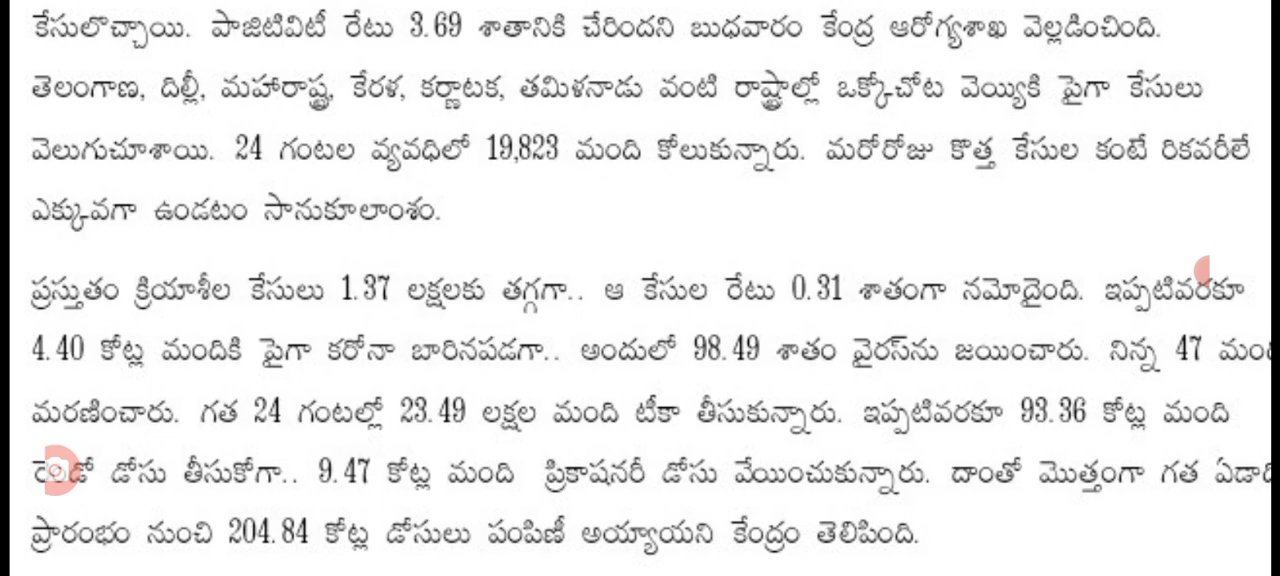 కేసులొచ్చాయి. పాజిటివిటీ రేటు 3.69 శాతానికి చేరిందని బుధవారం కేంద్ర ఆరోగ్యశాఖ వెల్లడించింది.
తెలంగాణ, దిల్లీ, మహారాష్ట్ర, కేరళ, కర్ణాటక, తమిళనాడు వంటి రాష్ట్రాల్లో ఒక్కోచోట వెయ్యికి పైగా కేసులు
వెలుగుచూశాయి. 24 గంటల వ్యవధిలో 19,823 మంది కోలుకున్నారు. మరోరోజు కొత్త కేసుల కంటే రికవరీలే
ఎక్కువగా ఉండటం సానుకూలాంశం.
ప్రస్తుతం క్రియాశీల కేసులు 1.37 లక్షలకు తగ్గగా.. ఆ కేసుల రేటు 0.31 శాతంగా నమోదైంది. ఇప్పటివరకూ
4.40 కోట్ల మందికి పైగా కరోనా బారినపడగా.. అందులో 98.49 శాతం వైరస్‌ను జయించారు. నిన్న 47
మరణించారు. గత 24 గంటల్లో 23.49 లక్షల మంది టీకా తీసుకున్నారు. ఇప్పటివరకూ 93.36 కోట్ల మంది
డోసు తీసుకోగా.. 9.47 కోట్ల మంది ప్రికాషనరీ డోసు వేయించుకున్నారు. దాంతో మొత్తంగా గత
ప్రారంభం నుంచి 204.84 కోట్ల డోసులు పంపిణీ అయ్యాయని కేంద్రం తెలిపింది.